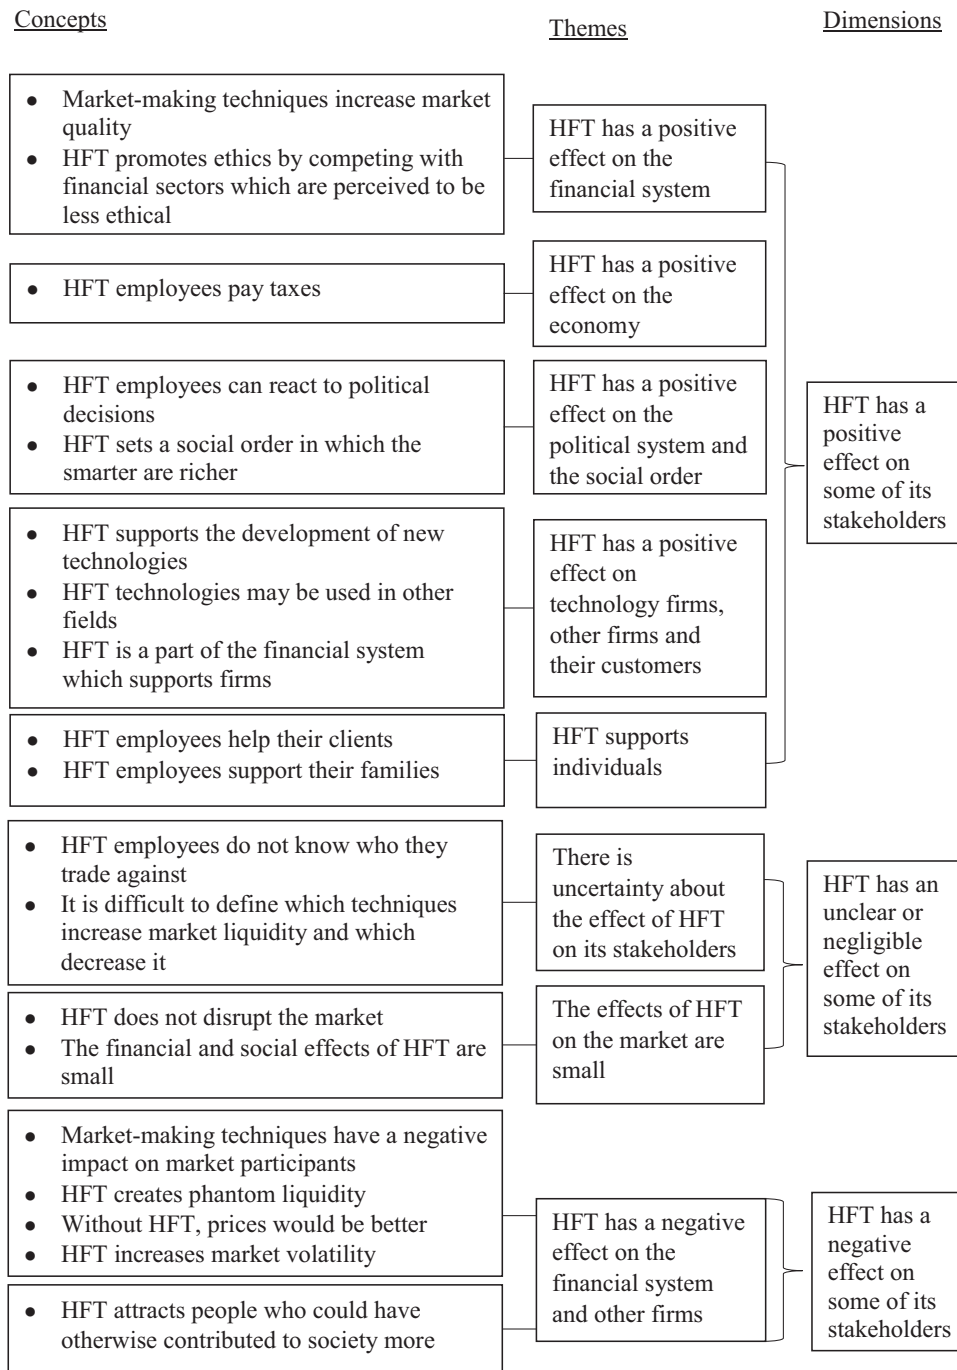 Concepts
Themes
Dimensions
● Market-making techniques increase market
quality
● HFT promotes ethics by competing with
financial sectors which are perceived to be
less ethical
HFT has a positive
effect on the
financial system
● HFT employees pay taxes
HFT has a positive
effect on the
economy
● HFT employees can react to political
decisions
● HFT sets a social order in which the
smarter are richer
HFT has a positive
effect on the
political system and
the social order
● HFT supports the development of new
technologies
● HFT technologies may be used in other
fields
● HFT is a part of the financial system
which supports firms
HFT has a positive
effect on
technology firms,
other firms and
their customers
● HFT employees help their clients
● HFT employees support their families
HFT supports
individuals
HFT has a
positive
effect on
some of its
stakeholders
● HFT employees do not know who they
trade against
● It is difficult to define which techniques
increase market liquidity and which
decrease it
There is
uncertainty about
the effect of HFT
on its stakeholders
● HFT does not disrupt the market
● The financial and social effects of HFT are
small
The effects of HFT
on the market are
small
HFT has an
unclear or
negligible
effect on
some of its
stakeholders
● Market-making techniques have a negative
impact on market participants
● HFT creates phantom liquidity
● Without HFT, prices would be better
● HFT increases market volatility
● HFT attracts people who could have
otherwise contributed to society more
HFT has a negative
effect on the
financial system
and other firms
HFT has a
negative
effect on
some of its
stakeholders